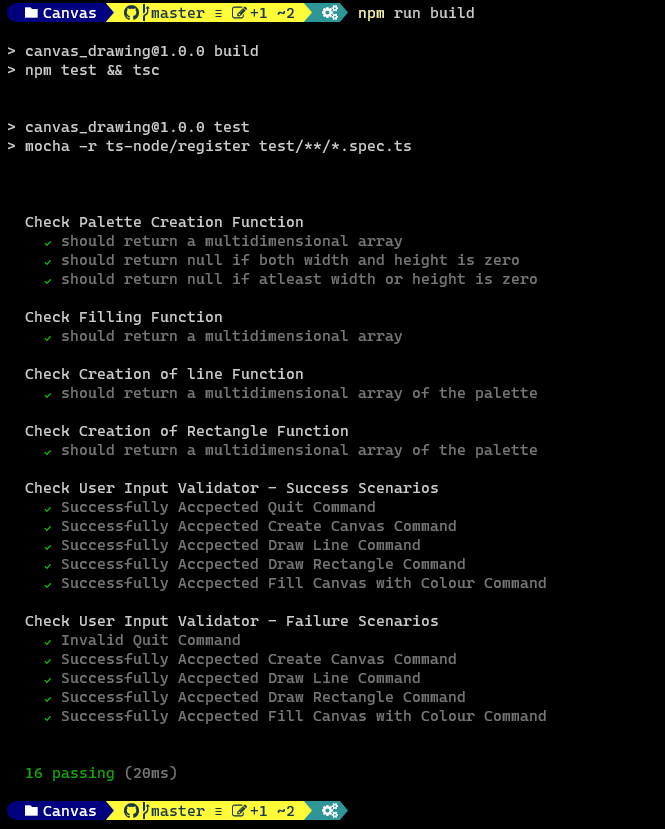 Canvas master ≡ +1 ~2 npm run build
> canvas_drawing@1.0.0 build
> npm test && tsc
> canvas_drawing@1.0.0 test
> mocha -r ts-node/register test/**/*.spec.ts
Check Palette Creation Function
✓ should return a multidimensional array
✓ should return null if both width and height is zero
✓ should return null if atleast width or height is zero
Check Filling Function
✓ should return a multidimensional array
Check Creation of line Function
✓ should return a multidimensional array of the palette
Check Creation of Rectangle Function
✓ should return a multidimensional array of the palette
Check User Input Validator - Success Scenarios
✓ Successfully Accpected Quit Command
✓ Successfully Accpected Create Canvas Command
✓ Successfully Accpected Draw Line Command
✓ Successfully Accpected Draw Rectangle Command
✓ Successfully Accpected Fill Canvas with Colour Command
Check User Input Validator - Failure Scenarios
✓ Invalid Quit Command
✓ Successfully Accpected Create Canvas Command
✓ Successfully Accpected Draw Line Command
✓ Successfully Accpected Draw Rectangle Command
✓ Successfully Accpected Fill Canvas with Colour Command
16 passing (20ms)
Canvas master ≡ +1 ~2